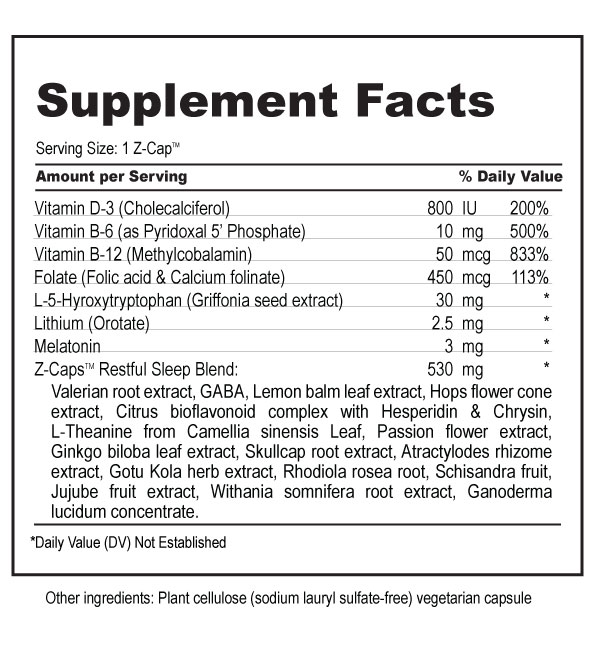 Supplement Facts
Serving Size: 1 Z-Cap™
Amount per Serving % Daily Value
Vitamin D-3 (Cholecalciferol) 800 IU 200%
Vitamin B-6 (as Pyridoxal 5’ Phosphate) 10 mg 500%
Vitamin B-12 (Methylcobalamin) 50 mcg 833%
Folate (Folic acid & Calcium folinate) 450 mcg 113%
L-5-Hyroxytryptophan (Griffonia seed extract) 30 mg *
Lithium (Orotate) 2.5 mg *
Melatonin 3 mg *
Z-Caps™ Restful Sleep Blend: 530 mg *
Valerian root extract, GABA, Lemon balm leaf extract, Hops flower cone
extract, Citrus bioflavonoid complex with Hesperidin & Chrysin,
L-Theanine from Camellia sinensis Leaf, Passion flower extract,
Ginkgo biloba leaf extract, Skullcap root extract, Atractylodes rhizome
extract, Gotu Kola herb extract, Rhodiola rosea root, Schisandra fruit,
Jujube fruit extract, Withania somnifera root extract, Ganoderma
lucidum concentrate.
*Daily Value (DV) Not Established
Other ingredients: Plant cellulose (sodium lauryl sulfate-free) vegetarian capsule